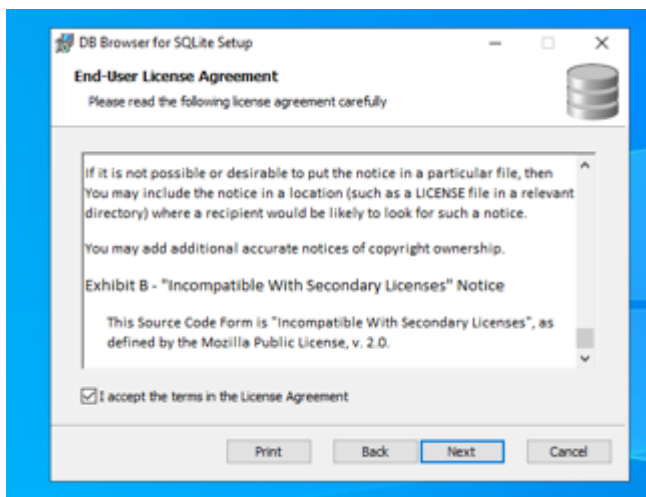 DB Browser for SQLite Setup
End-User License Agreement
Please read the following license agreement carefully
If it is not possible or desirable to put the notice in a particular file, then
You may include the notice in a location (such as a LICENSE file in a relevant
directory) where a recipient would be likely to look for such a notice.
You may add additional accurate notices of copyright ownership.
Exhibit B - "Incompatible With Secondary Licenses" Notice
This Source Code Form is "Incompatible With Secondary Licenses", as
defined by the Mozilla Public License, v. 2.0.
I accept the terms in the License Agreement
Print Back Next Cancel